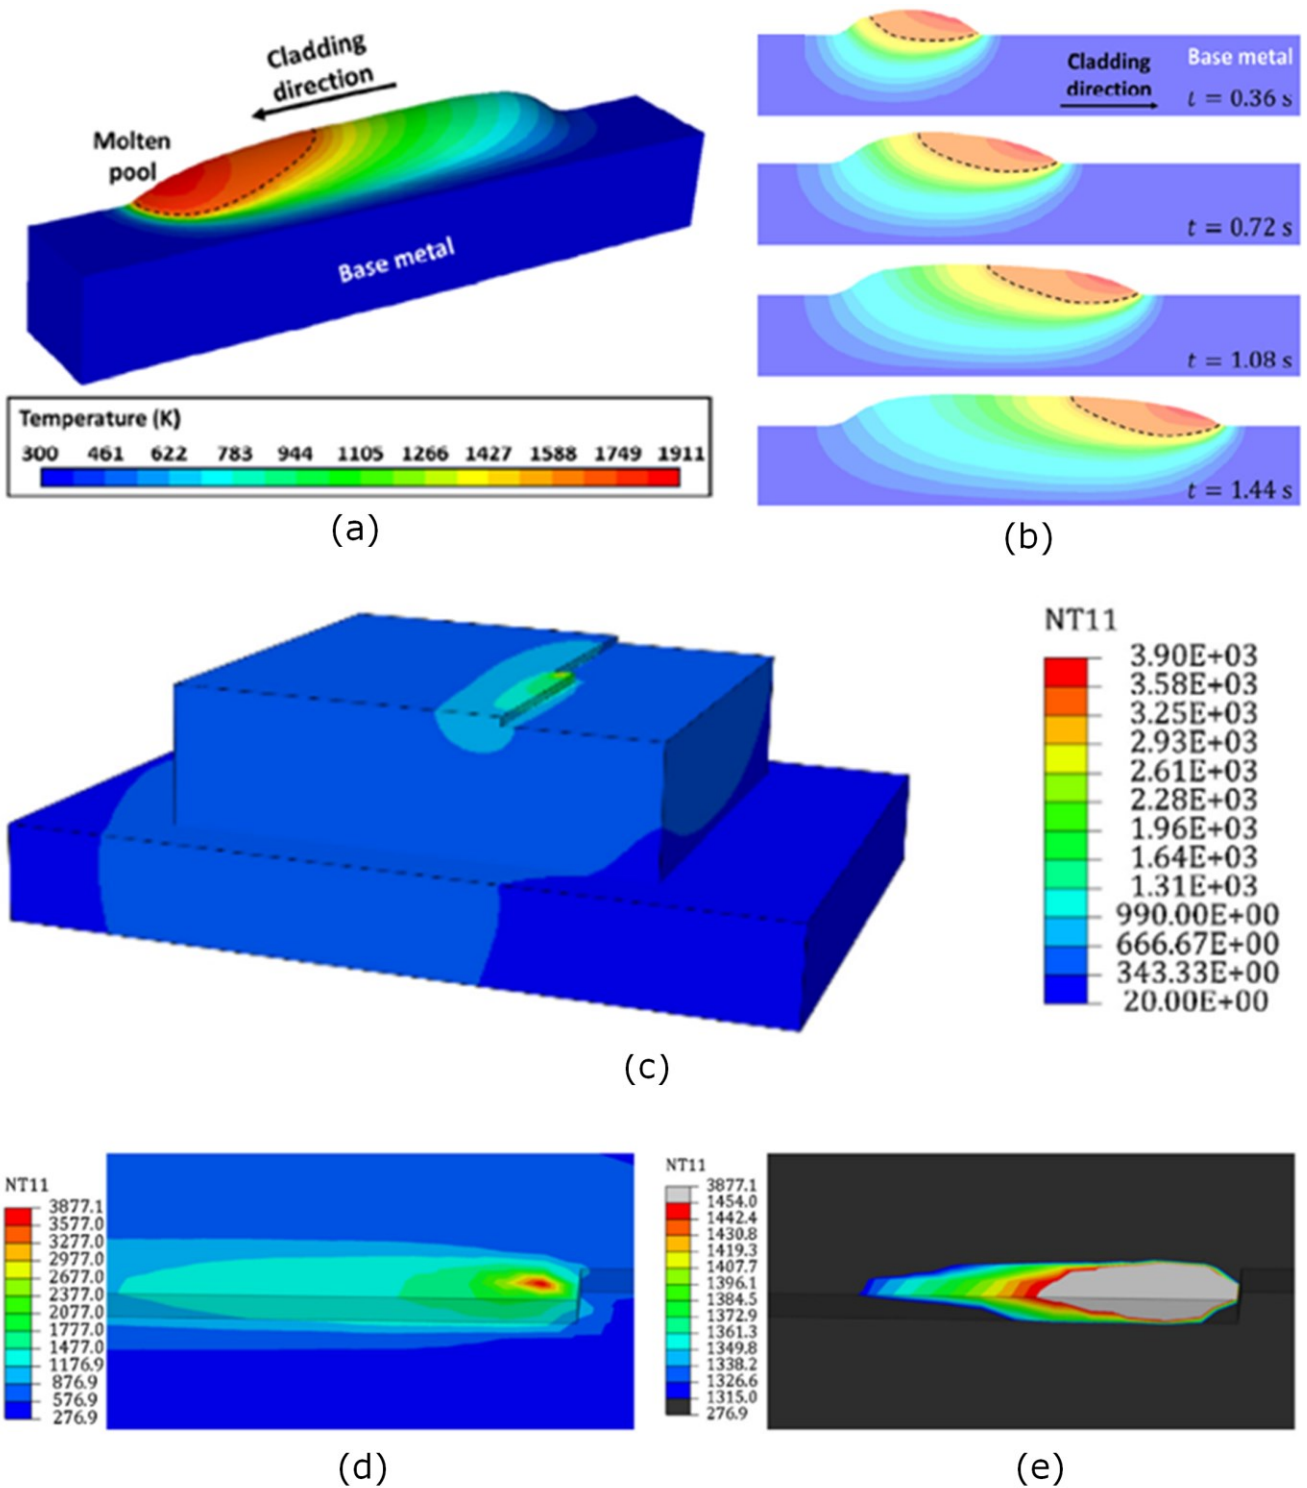 Cladding
direction
Molten
pool
Base metal
Temperature (K)
300 461 622 783 944 1105 1266 1427 1588 1749 1911
(a)
Base metal
Cladding
direction
t = 0.36 s
t = 0.72 s
t = 1.08 s
t = 1.44 s
(b)
NT11
3.90E+03
3.58E+03
3.25E+03
2.93E+03
2.61E+03
2.28E+03
1.96E+03
1.64E+03
1.31E+03
990.00E+00
666.67E+00
343.33E+00
20.00E+00
(c)
NT11
3877.1
3577.0
3277.0
2977.0
2677.0
2377.0
2077.0
1777.0
1477.0
1176.9
876.9
576.9
276.9
(d)
NT11
3877.1
1454.0
1442.4
1430.8
1419.3
1407.7
1396.1
1384.5
1372.9
1361.3
1349.8
1338.2
1326.6
1315.0
276.9
(e)